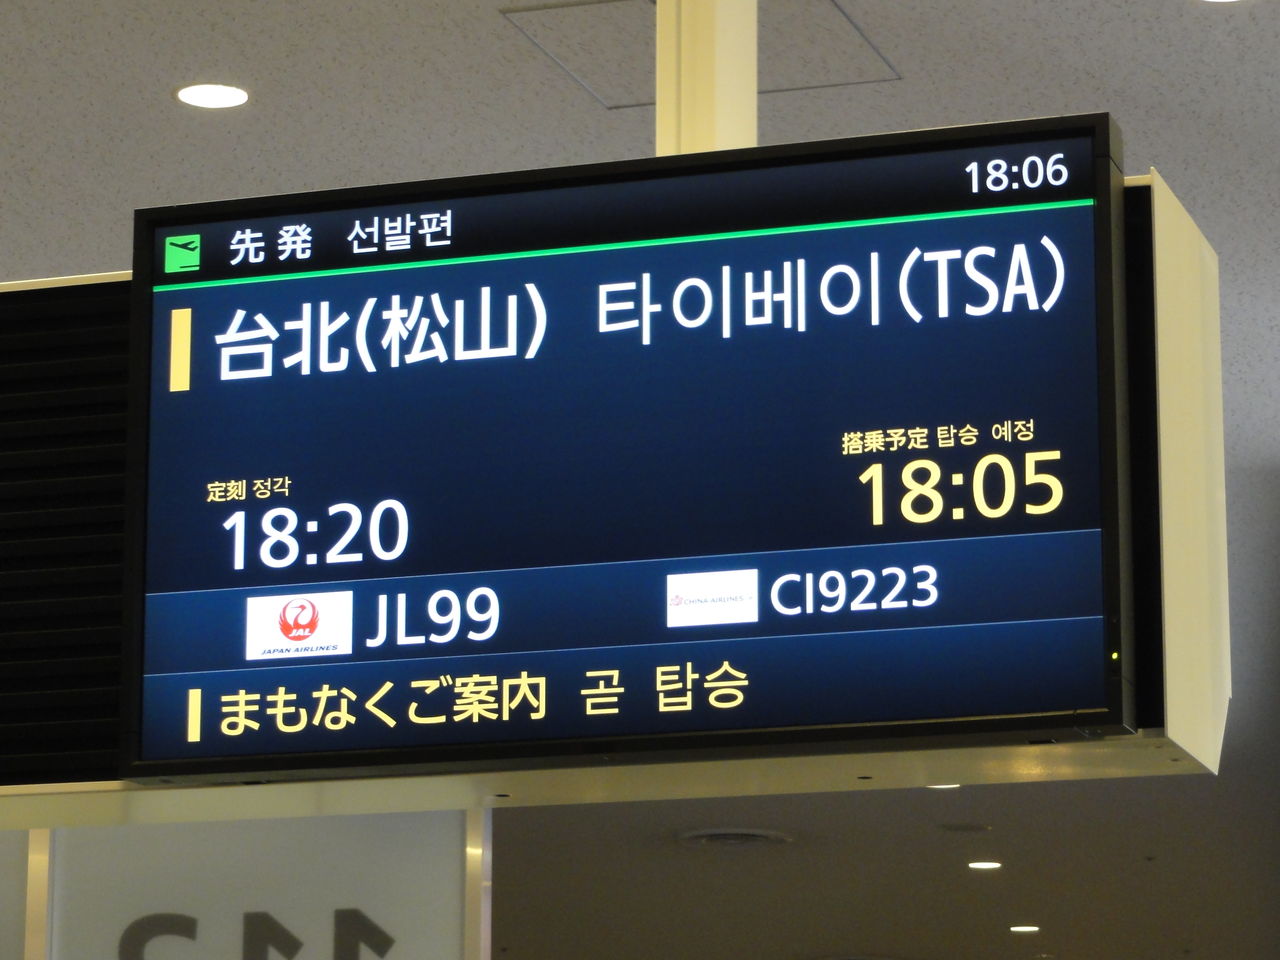 18:06
先発 선발편
台北(松山) 타이베이(TSA)
搭乗予定 탑승 예정
18:05
定刻 정각
18:20
JAL
JAPAN AIRLINES
JL99
CHINA AIRLINES
CI9223
まもなくご案内 곧 탑승